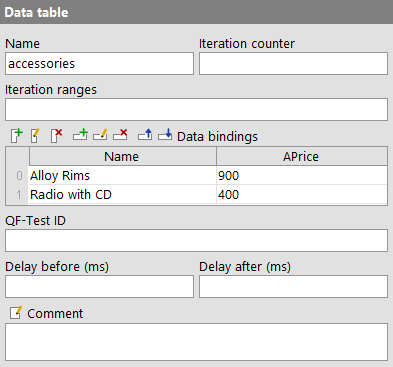 Data table
Name Iteration counter
accessories
Iteration ranges
Data bindings
Name APrice
0 Alloy Rims 900
1 Radio with CD 400
QF-Test ID
Delay before (ms) Delay after (ms)
Comment